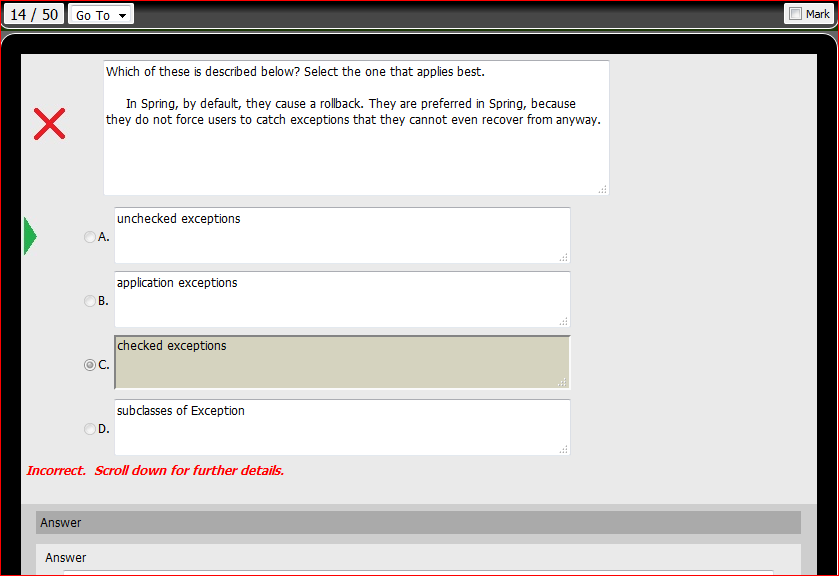 14 / 50 Go To Mark
Which of these is described below? Select the one that applies best.
In Spring, by default, they cause a rollback. They are preferred in Spring, because
they do not force users to catch exceptions that they cannot even recover from anyway.
A. unchecked exceptions
B. application exceptions
C. checked exceptions
D. subclasses of Exception
Incorrect. Scroll down for further details.
Answer
Answer